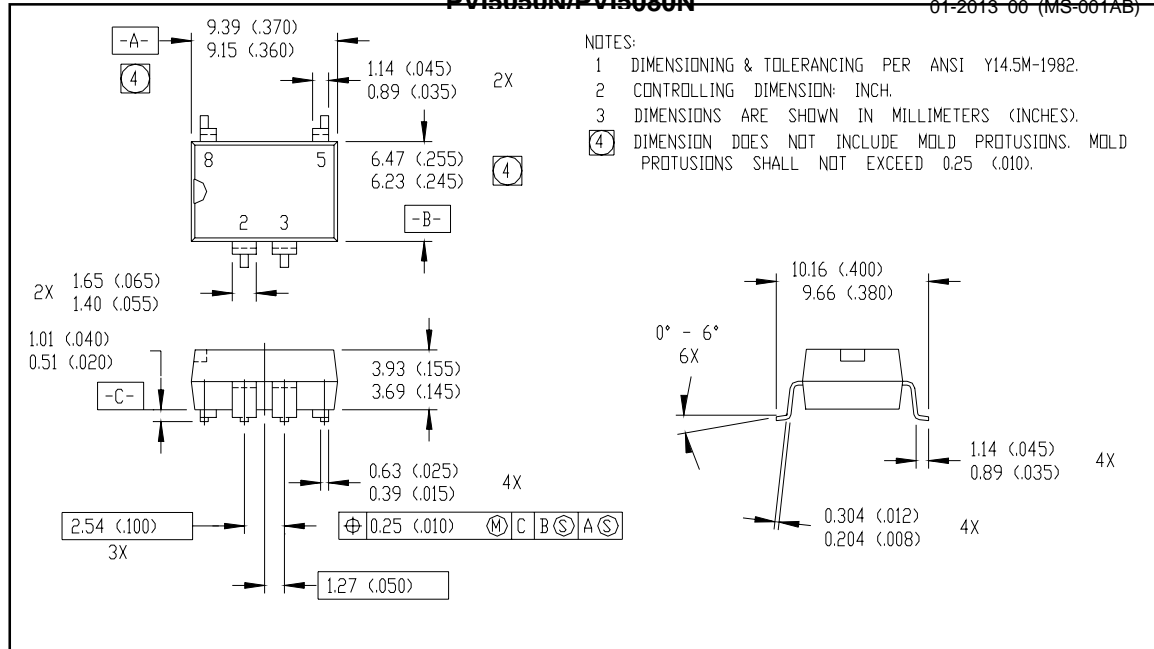 PVI5050N/PVI5080N
01-2013 00 (MS-001AB)
-A-
4
9.39 (.370)
9.15 (.360)
1.14 (.045)
0.89 (.035)
2X
8
5
2
3
6.47 (.255)
6.23 (.245)
4
-B-
NOTES:
1 DIMENSIONING & TOLERANCING PER ANSI Y14.5M-1982.
2 CONTROLLING DIMENSION: INCH.
3 DIMENSIONS ARE SHOWN IN MILLIMETERS (INCHES).
4 DIMENSION DOES NOT INCLUDE MOLD PROTUSIONS. MOLD
PROTUSIONS SHALL NOT EXCEED 0.25 (.010).
2X
1.65 (.065)
1.40 (.055)
1.01 (.040)
0.51 (.020)
-C-
3.93 (.155)
3.69 (.145)
0.63 (.025)
0.39 (.015)
4X
2.54 (.100)
3X
⌖ 0.25 (.010) Ⓜ C B Ⓢ A Ⓢ
1.27 (.050)
10.16 (.400)
9.66 (.380)
0° - 6°
6X
1.14 (.045)
0.89 (.035)
4X
0.304 (.012)
0.204 (.008)
4X